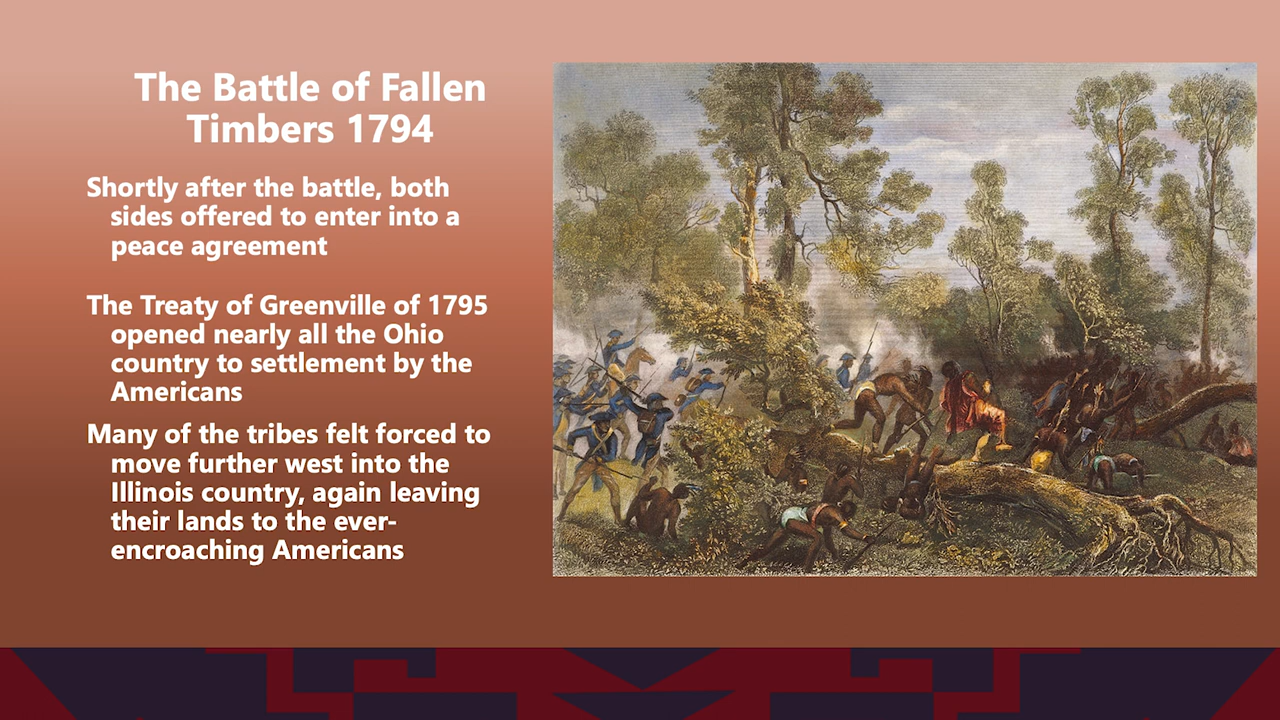 The Battle of Fallen
Timbers 1794
Shortly after the battle, both
sides offered to enter into a
peace agreement
The Treaty of Greenville of 1795
opened nearly all the Ohio
country to settlement by the
Americans
Many of the tribes felt forced to
move further west into the
Illinois country, again leaving
their lands to the ever-
encroaching Americans